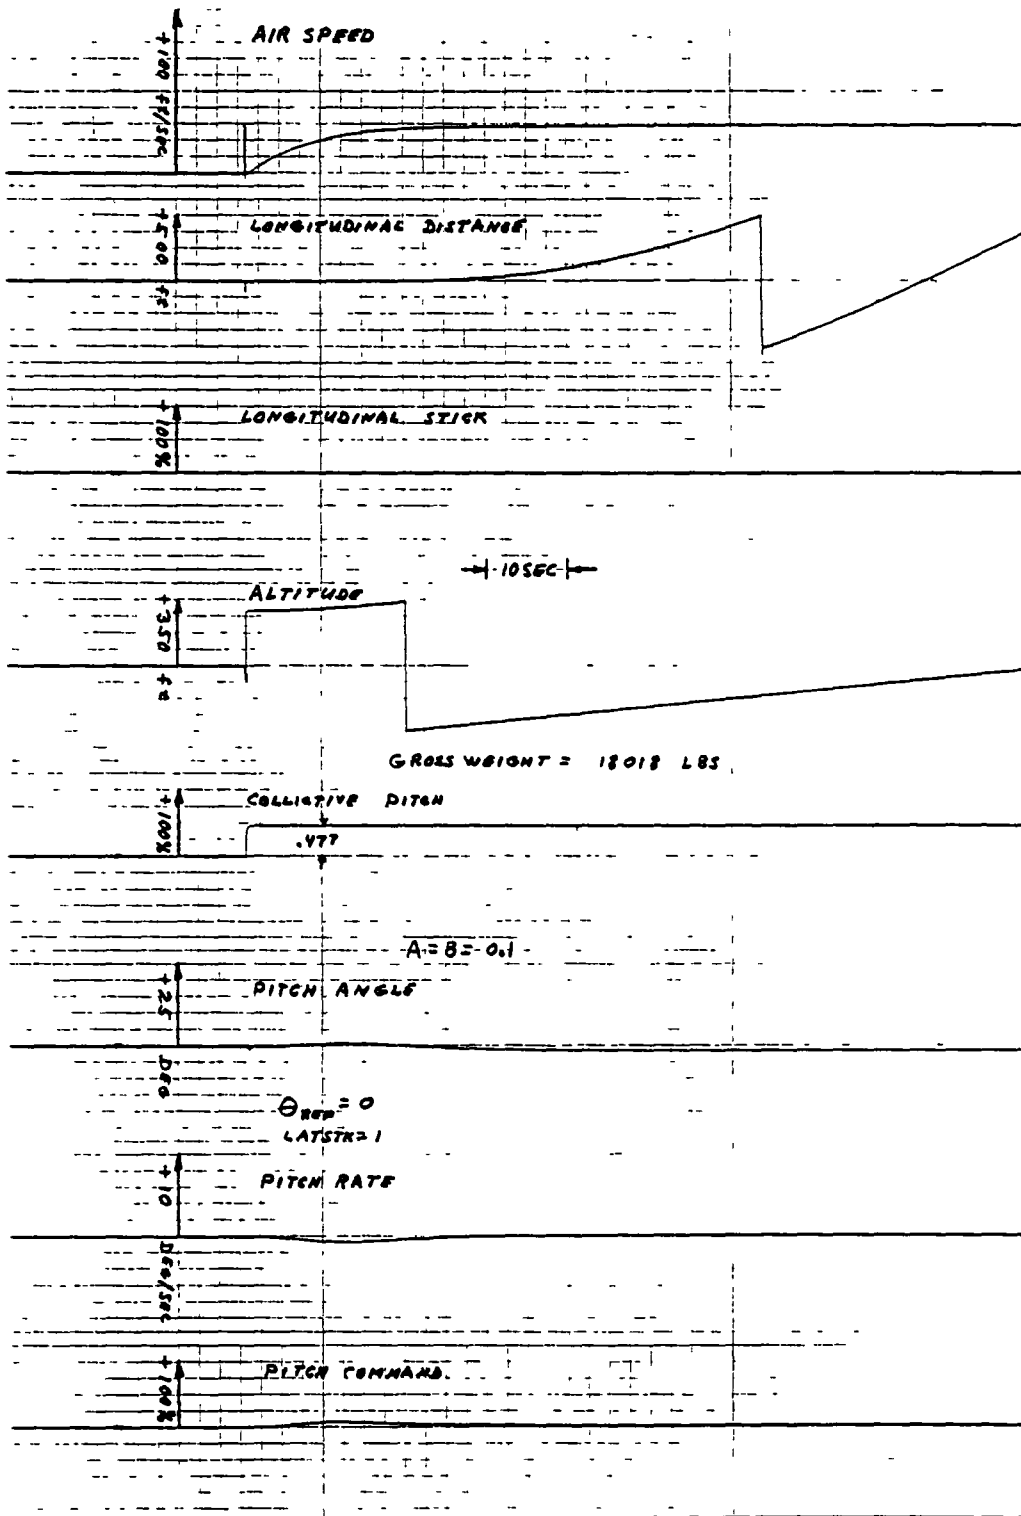 AIR SPEED
+100 ft/sec
LONGITUDINAL DISTANCE
+500 ft
LONGITUDINAL STICK
+100%
10 SEC
ALTITUDE
+350 ft
GROSS WEIGHT = 18018 LBS
COLLICTIVE PITCH
+100%
.477
A=B=-0.1
PITCH ANGLE
+25 DEG
θREF = 0
LATSTK=1
PITCH RATE
+10 DEG/SEC
PITCH COMMAND.
+100%